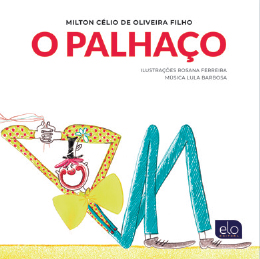 MILTON CÉLIO DE OLIVEIRA FILHO
O PALHAÇO
ILUSTRAÇÕES ROSANA FERREIRA
MÚSICA LULA BARBOSA
elo